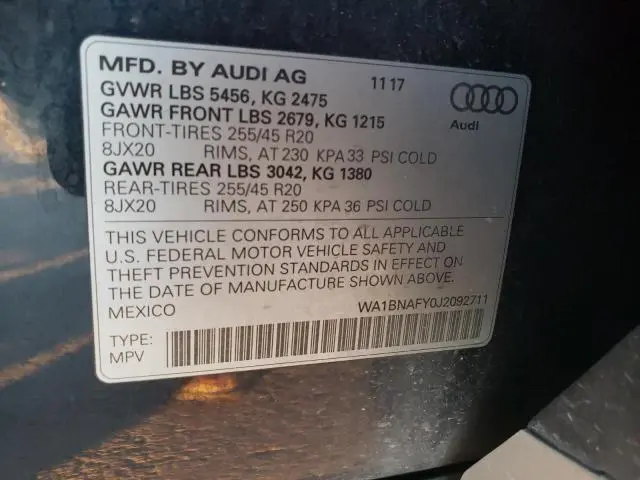 MFD. BY AUDI AG 11 17
GVWR LBS 5456, KG 2475
GAWR FRONT LBS 2679, KG 1215
FRONT-TIRES 255/45 R20
8JX20 RIMS, AT 230 KPA 33 PSI COLD
GAWR REAR LBS 3042, KG 1380
REAR-TIRES 255/45 R20
8JX20 RIMS, AT 250 KPA 36 PSI COLD
Audi
THIS VEHICLE CONFORMS TO ALL APPLICABLE
U.S. FEDERAL MOTOR VEHICLE SAFETY AND
THEFT PREVENTION STANDARDS IN EFFECT ON
THE DATE OF MANUFACTURE SHOWN ABOVE.
MEXICO WA1BNAFY0J2092711
TYPE:
MPV